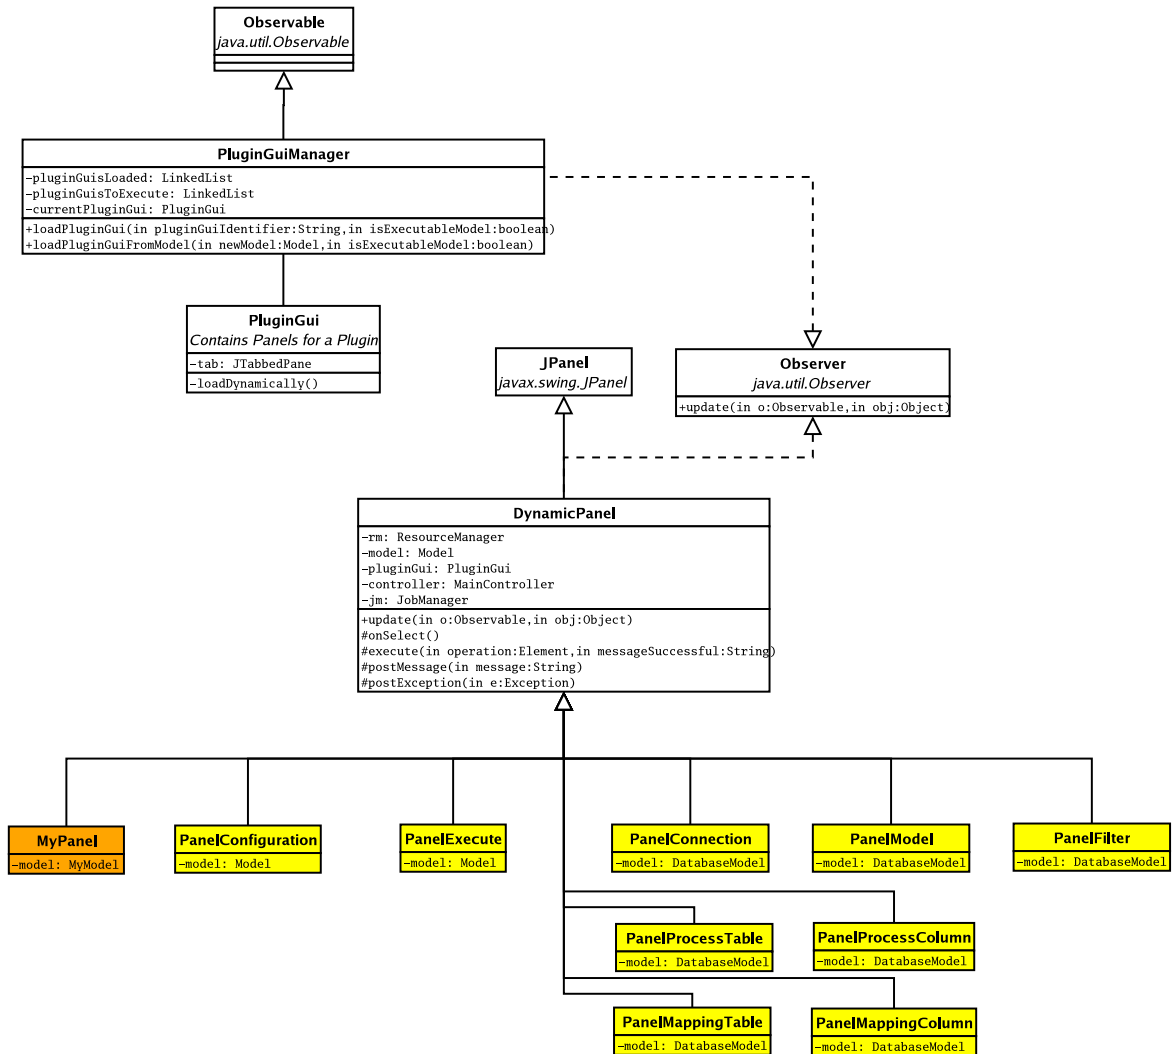 Observable
java.util.Observable
PluginGuiManager
-pluginGuisLoaded: LinkedList
-pluginGuisToExecute: LinkedList
-currentPluginGui: PluginGui
+loadPluginGui(in pluginGuiIdentifier:String,in isExecutableModel:boolean)
+loadPluginGuiFromModel(in newModel:Model,in isExecutableModel:boolean)
PluginGui
Contains Panels for a Plugin
-tab: JTabbedPane
-loadDynamically()
JPanel
javax.swing.JPanel
Observer
java.util.Observer
+update(in o:Observable,in obj:Object)
DynamicPanel
-rm: ResourceManager
-model: Model
-pluginGui: PluginGui
-controller: MainController
-jm: JobManager
+update(in o:Observable,in obj:Object)
#onSelect()
#execute(in operation:Element,in messageSuccessful:String)
#postMessage(in message:String)
#postException(in e:Exception)
MyPanel
-model: MyModel
PanelConfiguration
-model: Model
PanelExecute
-model: Model
PanelConnection
-model: DatabaseModel
PanelModel
-model: DatabaseModel
PanelFilter
-model: DatabaseModel
PanelProcessTable
-model: DatabaseModel
PanelProcessColumn
-model: DatabaseModel
PanelMappingTable
-model: DatabaseModel
PanelMappingColumn
-model: DatabaseModel